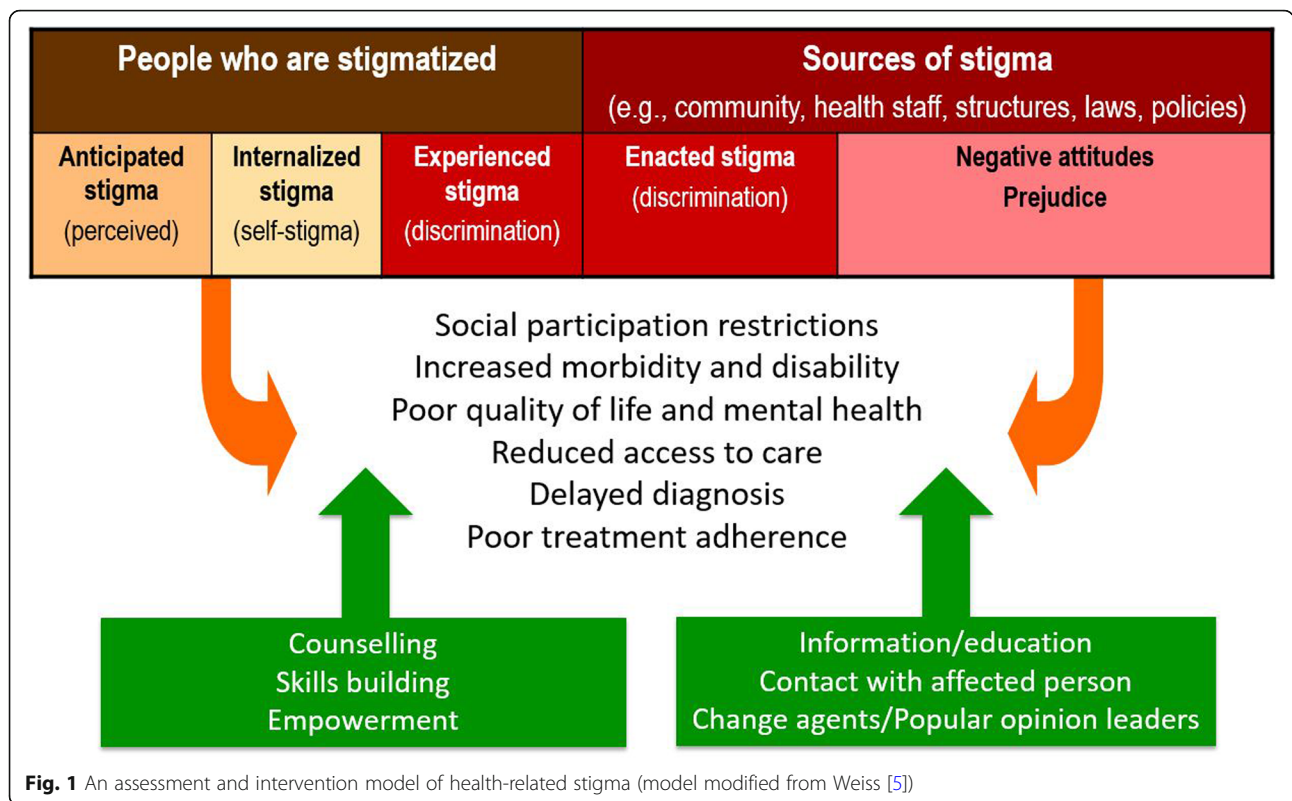 People who are stigmatized
Sources of stigma
(e.g., community, health staff, structures, laws, policies)
Anticipated
stigma
(perceived)
Internalized
stigma
(self-stigma)
Experienced
stigma
(discrimination)
Enacted stigma
(discrimination)
Negative attitudes
Prejudice
Social participation restrictions
Increased morbidity and disability
Poor quality of life and mental health
Reduced access to care
Delayed diagnosis
Poor treatment adherence
Counselling
Skills building
Empowerment
Information/education
Contact with affected person
Change agents/Popular opinion leaders
Fig. 1 An assessment and intervention model of health-related stigma (model modified from Weiss [5])